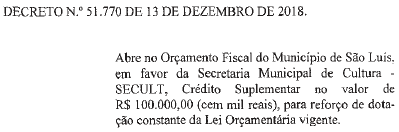 DECRETO N.º 51.770 DE 13 DE DEZEMBRO DE 2018.
Abre no Orçamento Fiscal do Município de São Luís,
em favor da Secretaria Municipal de Cultura -
SECULT, Crédito Suplementar no valor de
R$ 100.000,00 (cem mil reais), para reforço de dota-
ção constante da Lei Orçamentária vigente.